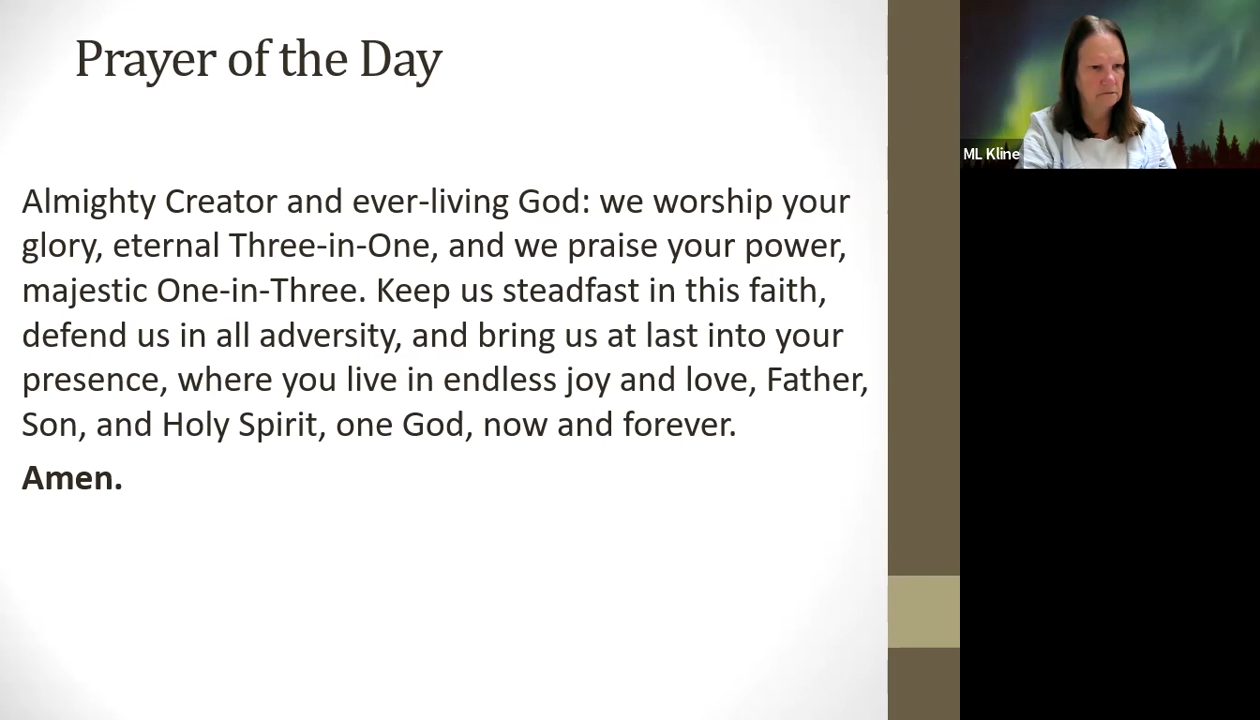 Prayer of the Day
Almighty Creator and ever-living God: we worship your
glory, eternal Three-in-One, and we praise your power,
majestic One-in-Three. Keep us steadfast in this faith,
defend us in all adversity, and bring us at last into your
presence, where you live in endless joy and love, Father,
Son, and Holy Spirit, one God, now and forever.
Amen.
ML Kline